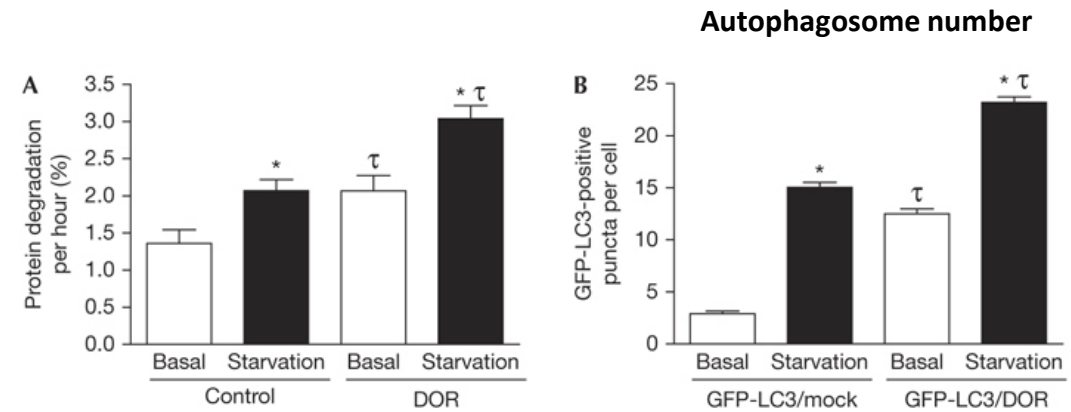 Autophagosome number
A
Protein degradation
per hour (%)
3.5
3.0
2.5
2.0
1.5
1.0
0.5
0.0
*
τ
* τ
Basal Starvation Basal Starvation
Control DOR
B
GFP-LC3-positive
puncta per cell
25
20
15
10
5
0
*
τ
* τ
Basal Starvation Basal Starvation
GFP-LC3/mock GFP-LC3/DOR